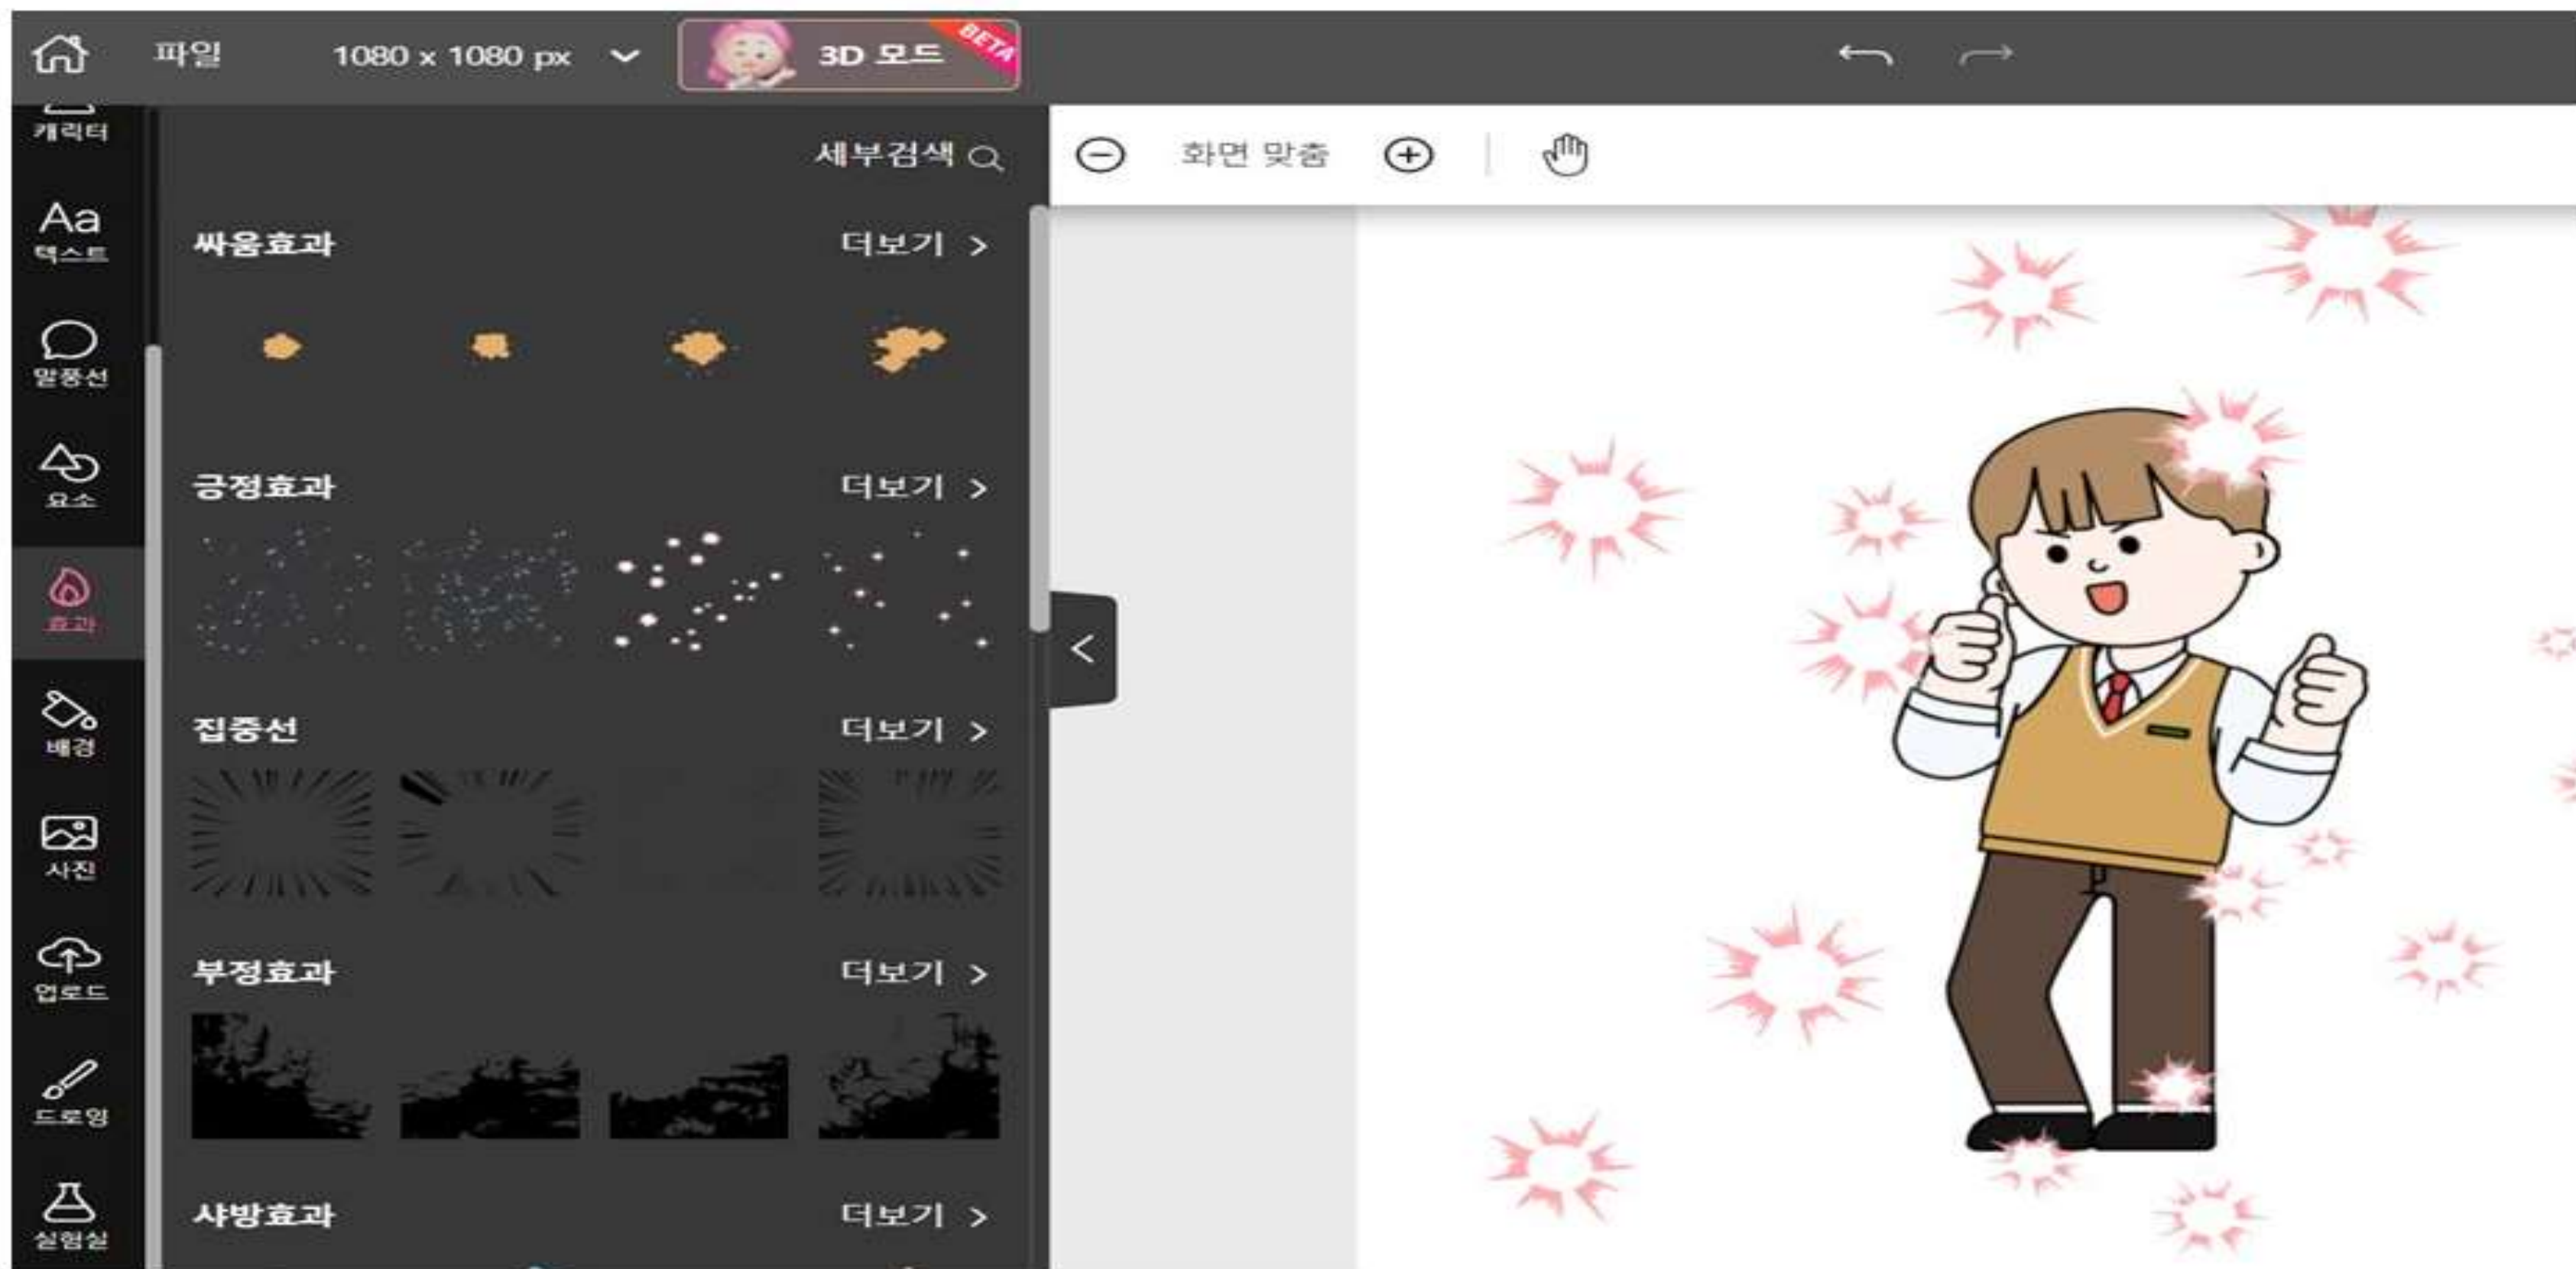 파일 1080 x 1080 px 3D 모드 BETA
캐릭터
Aa
텍스트
말풍선
요소
효과
배경
사진
업로드
드로잉
실험실
세부검색
싸움효과 더보기 >
긍정효과 더보기 >
집중선 더보기 >
부정효과 더보기 >
샤방효과 더보기 >
화면 맞춤